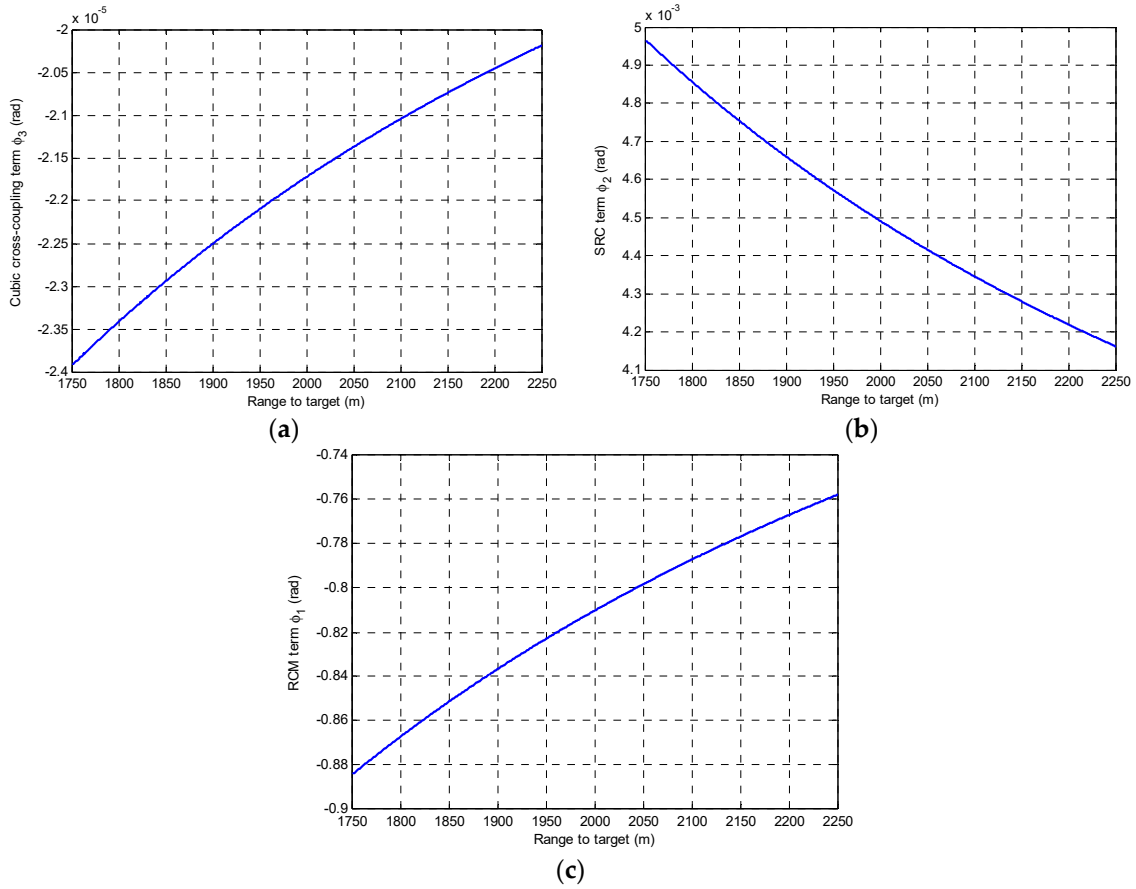 x 10⁻⁵
-2
-2.05
-2.1
-2.15
-2.2
-2.25
-2.3
-2.35
-2.4
Cubic cross-coupling term ϕ₃ (rad)
1750 1800 1850 1900 1950 2000 2050 2100 2150 2200 2250
Range to target (m)
(a)
x 10⁻³
5
4.9
4.8
4.7
4.6
4.5
4.4
4.3
4.2
4.1
SRC term ϕ₂ (rad)
1750 1800 1850 1900 1950 2000 2050 2100 2150 2200 2250
Range to target (m)
(b)
-0.74
-0.76
-0.78
-0.8
-0.82
-0.84
-0.86
-0.88
-0.9
RCM term ϕ₁ (rad)
1750 1800 1850 1900 1950 2000 2050 2100 2150 2200 2250
Range to target (m)
(c)